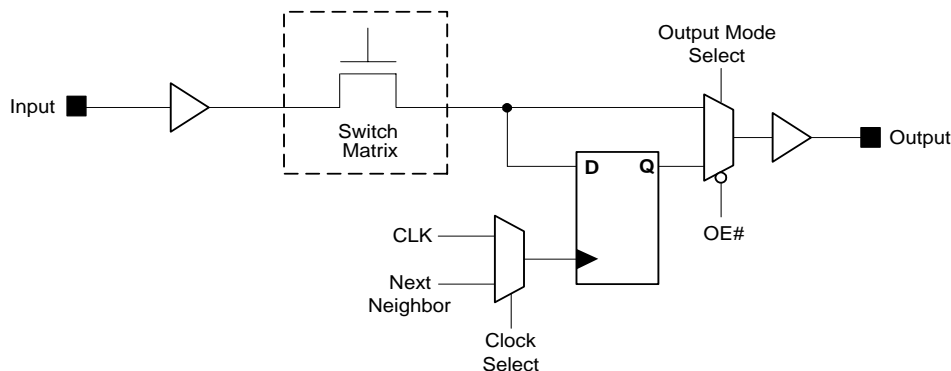 Output Mode
Select
Input
Switch
Matrix
Output
D
Q
CLK
OE#
Next
Neighbor
Clock
Select